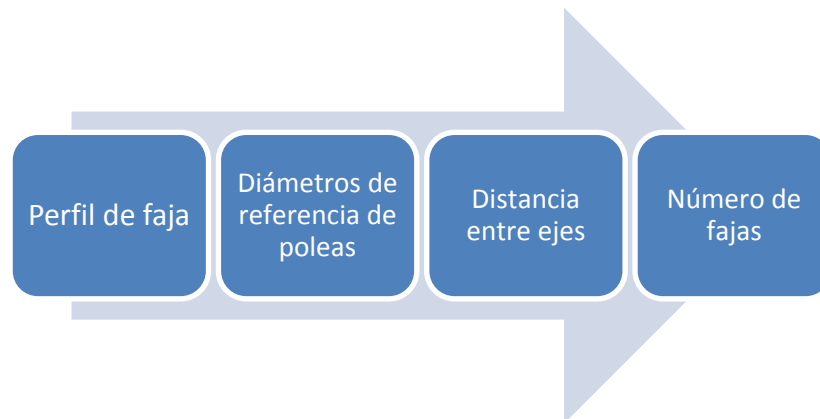 Perfil de faja
Diámetros de
referencia de
poleas
Distancia
entre ejes
Número de
fajas